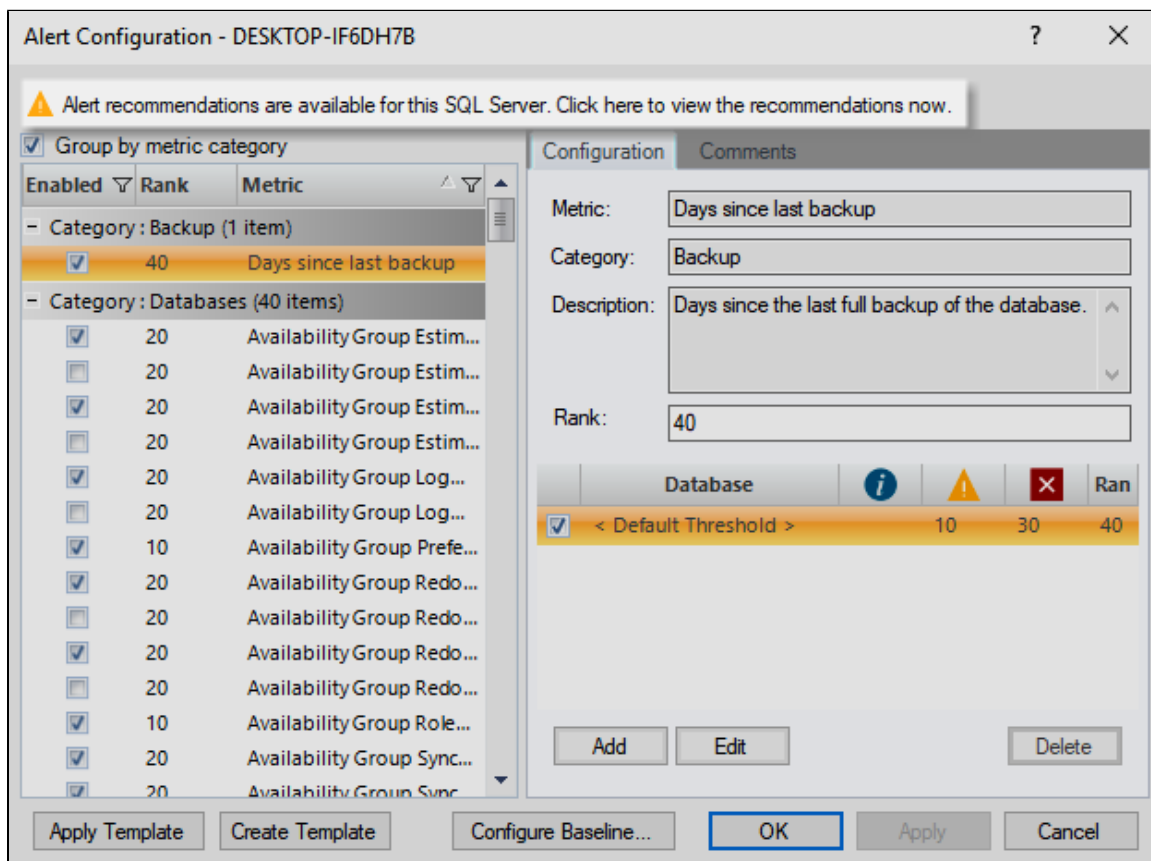 Alert Configuration - DESKTOP-IF6DH7B
?
Alert recommendations are available for this SQL Server. Click here to view the recommendations now.
Group by metric category
Enabled Rank Metric
Category : Backup (1 item)
40 Days since last backup
Category : Databases (40 items)
20 Availability Group Estim...
20 Availability Group Estim...
20 Availability Group Estim...
20 Availability Group Estim...
20 Availability Group Log...
20 Availability Group Log...
10 Availability Group Prefe...
20 Availability Group Redo...
20 Availability Group Redo...
20 Availability Group Redo...
20 Availability Group Redo...
10 Availability Group Role...
20 Availability Group Sync...
20 Availability Group Sync
Configuration Comments
Metric: Days since last backup
Category: Backup
Description: Days since the last full backup of the database.
Rank: 40
Database Ran
< Default Threshold > 10 30 40
Add Edit Delete
Apply Template Create Template Configure Baseline... OK Apply Cancel